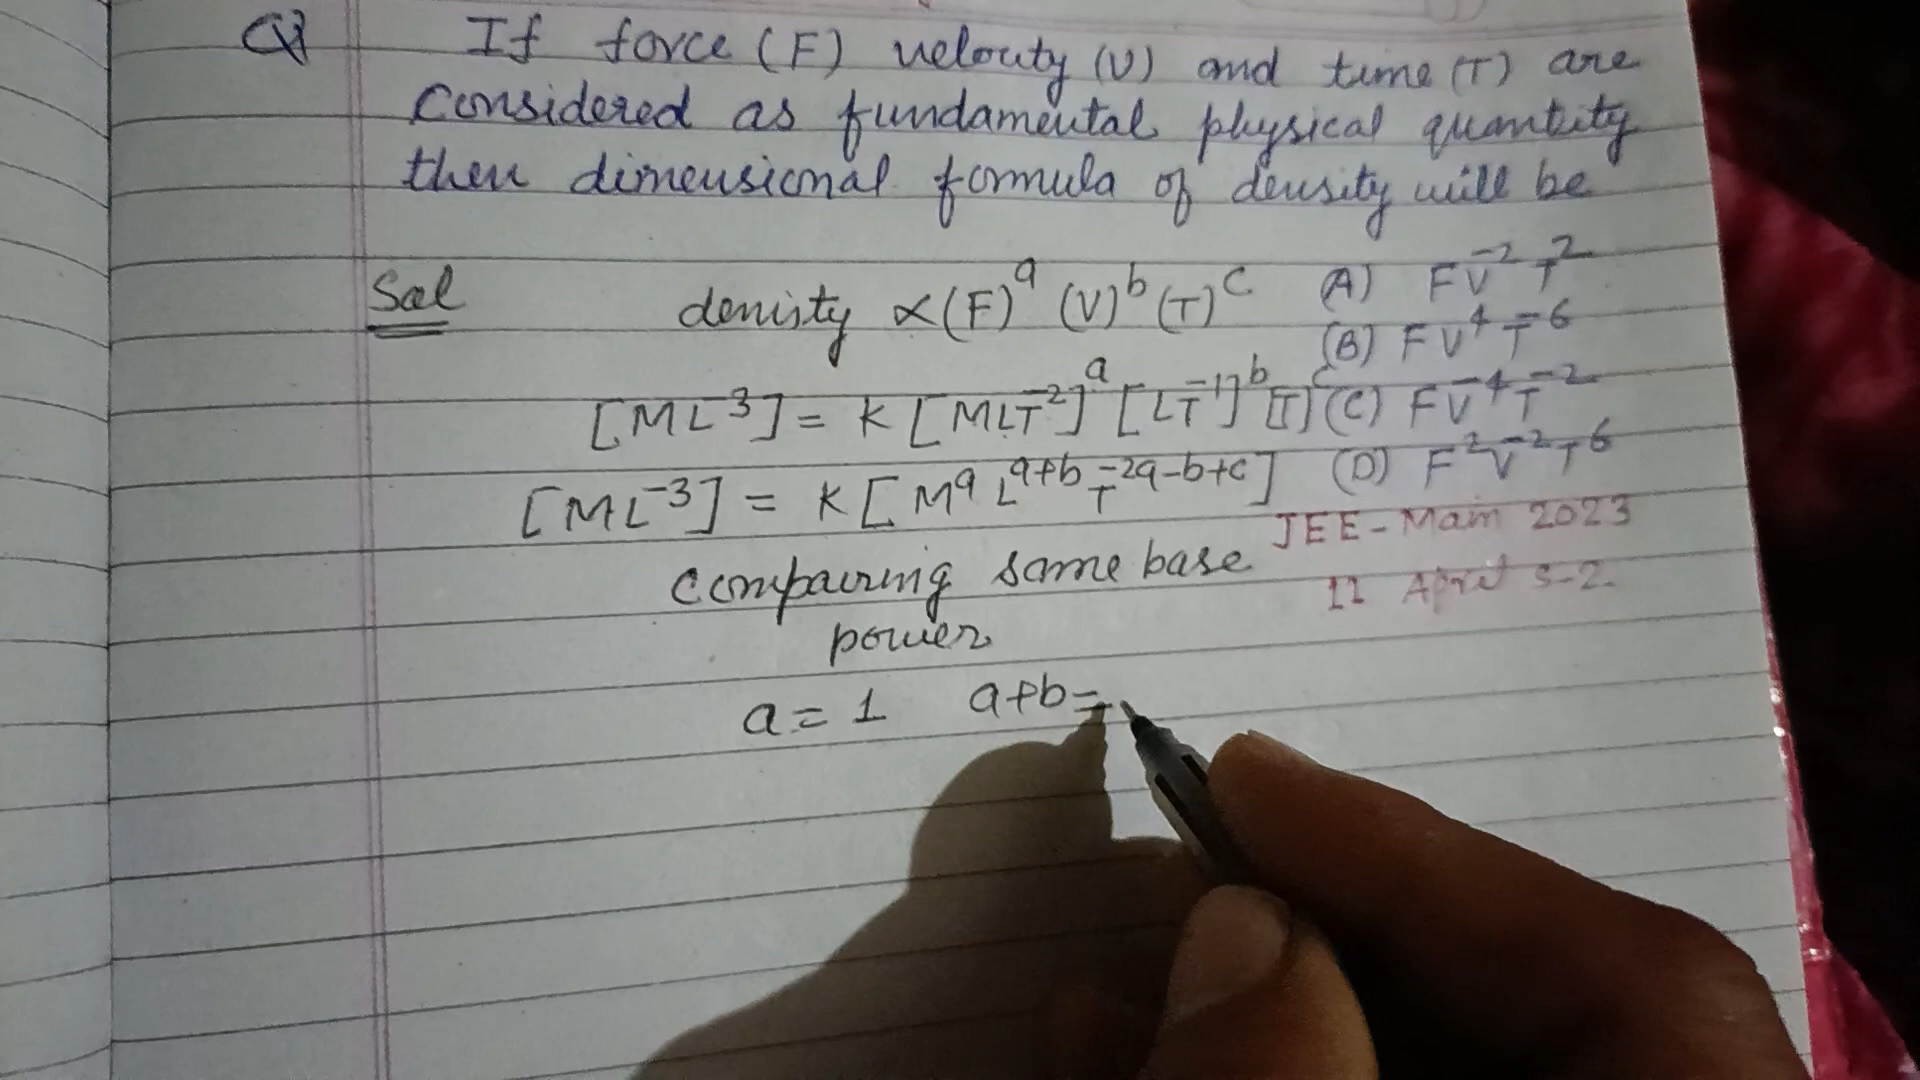 Q If force (F) velocity (V) and time (T) are
considered as fundamental physical quantity
then dimensional formula of density will be
Sol denisty ∝ (F)^a (V)^b (T)^c (A) FV^-2 T^2
(B) FV^4 T^-6
[ML^-3] = K [MLT^-2]^a [LT^-1]^b [T]^c (C) FV^-4 T^-2
[ML^-3] = K [M^a L^a+b T^-2a-b+c] (D) F^2 V^-2 T^6
JEE-Main 2023
comparing same base
11 April S-2
power
a = 1 a+b=